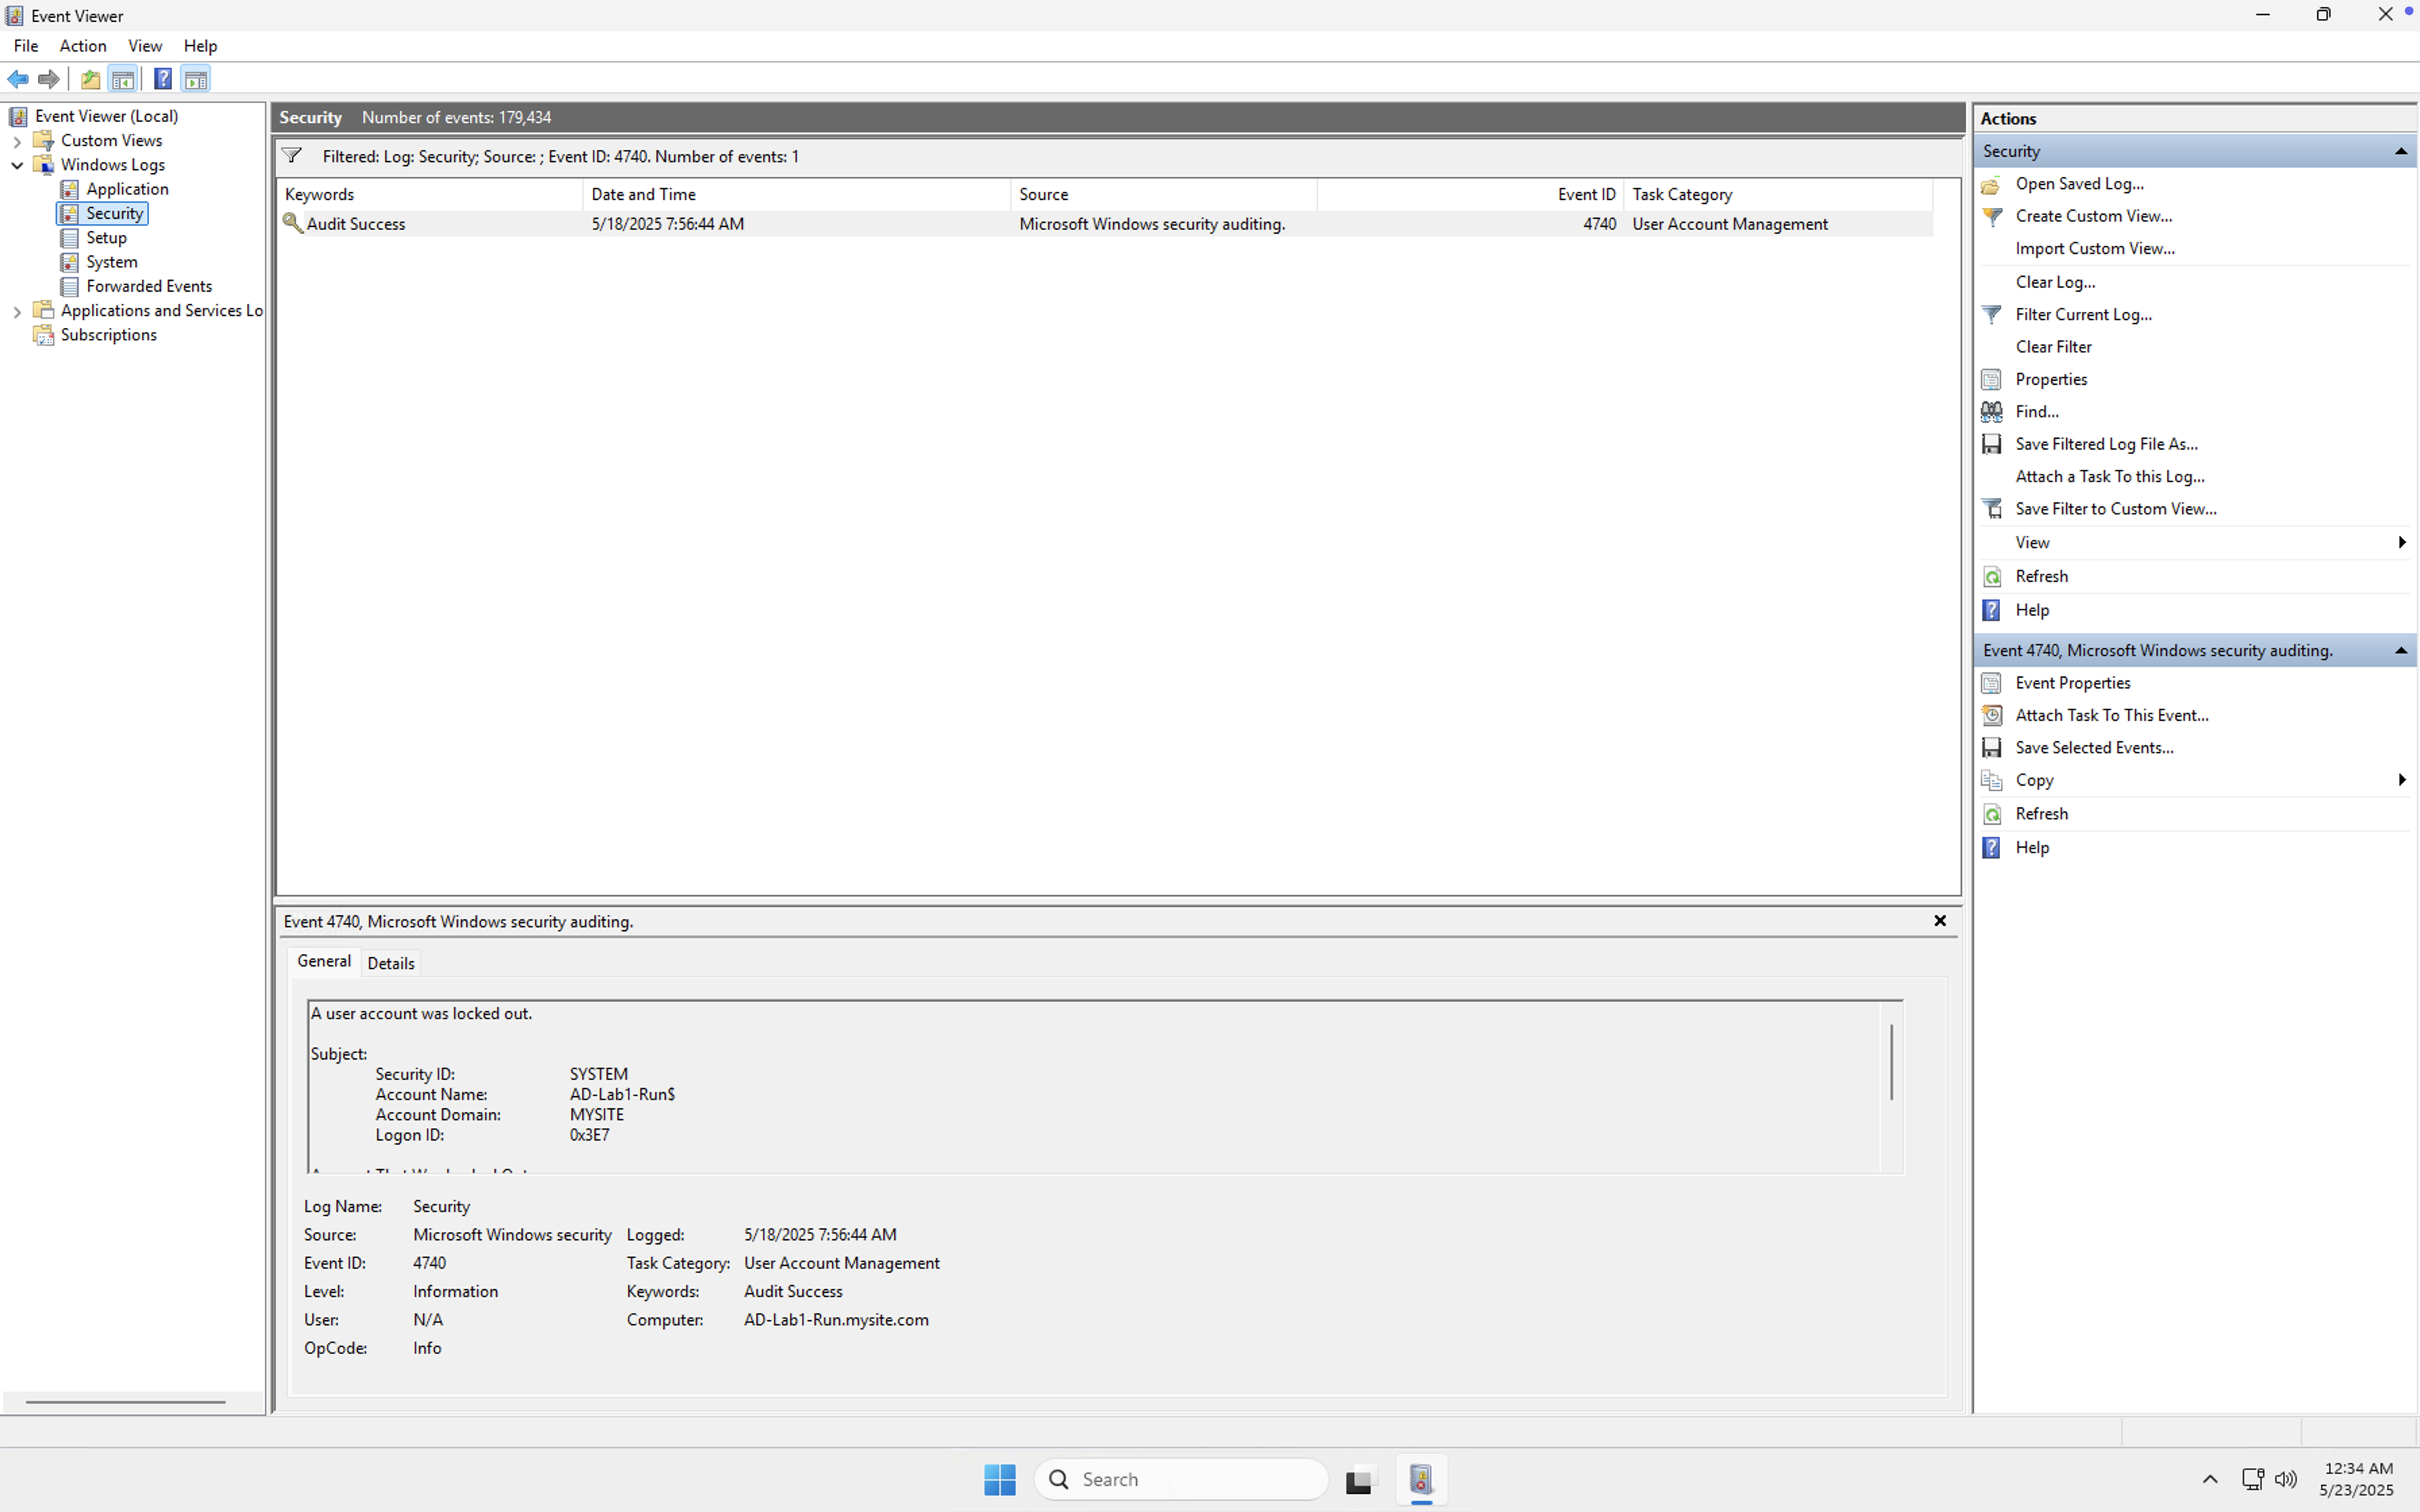 Event Viewer
File Action View Help
Event Viewer (Local)
Custom Views
Windows Logs
Application
Security
Setup
System
Forwarded Events
Applications and Services Lo
Subscriptions
Security Number of events: 179,434
Filtered: Log: Security; Source: ; Event ID: 4740. Number of events: 1
Keywords Date and Time Source Event ID Task Category
Audit Success 5/18/2025 7:56:44 AM Microsoft Windows security auditing. 4740 User Account Management
Event 4740, Microsoft Windows security auditing.
General Details
A user account was locked out.
Subject:
Security ID: SYSTEM
Account Name: AD-Lab1-Run$
Account Domain: MYSITE
Logon ID: 0x3E7
Log Name: Security
Source: Microsoft Windows security Logged: 5/18/2025 7:56:44 AM
Event ID: 4740 Task Category: User Account Management
Level: Information Keywords: Audit Success
User: N/A Computer: AD-Lab1-Run.mysite.com
OpCode: Info
Actions
Security
Open Saved Log...
Create Custom View...
Import Custom View...
Clear Log...
Filter Current Log...
Clear Filter
Properties
Find...
Save Filtered Log File As...
Attach a Task To this Log...
Save Filter to Custom View...
View
Refresh
Help
Event 4740, Microsoft Windows security auditing.
Event Properties
Attach Task To This Event...
Save Selected Events...
Copy
Refresh
Help
Search
12:34 AM
5/23/2025